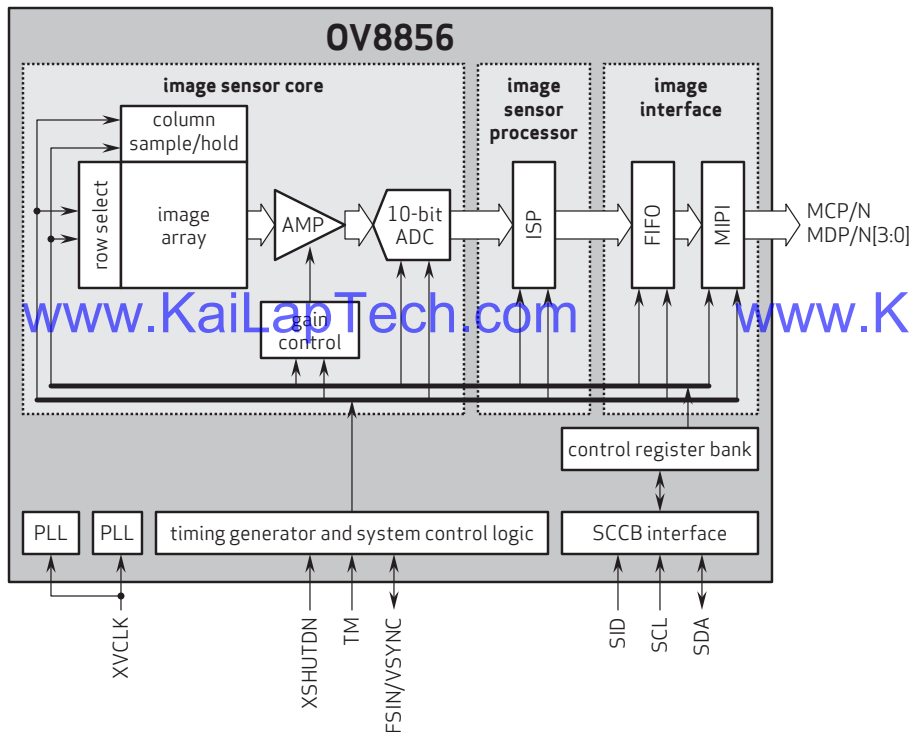 OV8856
image sensor core
image
sensor
processor
image
interface
column
sample/hold
row select
image
array
AMP
10-bit
ADC
ISP
FIFO
MIPI
MCP/N
MDP/N[3:0]
www.KaiLapTech.com
www.K
gain
control
control register bank
PLL
PLL
timing generator and system control logic
SCCB interface
XVCLK
XSHUTDN
TM
FSIN/VSYNC
SID
SCL
SDA